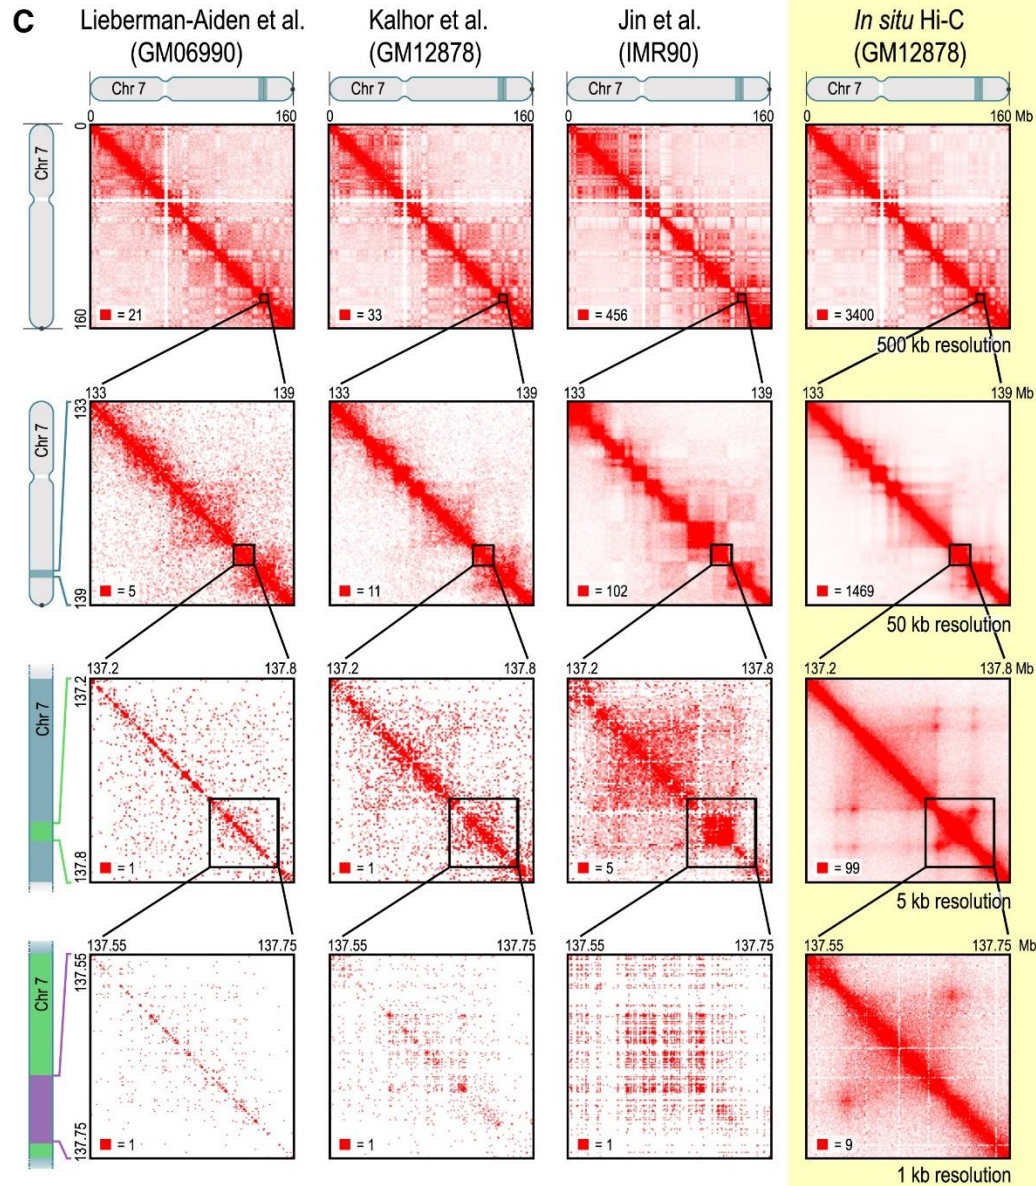 C
Lieberman-Aiden et al. Kalhor et al. Jin et al. In situ Hi-C
(GM06990) (GM12878) (IMR90) (GM12878)
Chr 7 Chr 7 Chr 7 Chr 7
0 160 0 160 0 160 0 160 Mb
0
Chr 7
160
= 21 = 33 = 456 = 3400
500 kb resolution
133 139 133 139 133 139 133 139 Mb
133
Chr 7
139
= 5 = 11 = 102 = 1469
50 kb resolution
137.2 137.8 137.2 137.8 137.2 137.8 137.2 137.8 Mb
137.2
Chr 7
137.8
= 1 = 1 = 5 = 99
5 kb resolution
137.55 137.75 137.55 137.75 137.55 137.75 137.55 137.75 Mb
137.55
Chr 7
137.75
= 1 = 1 = 1 = 9
1 kb resolution